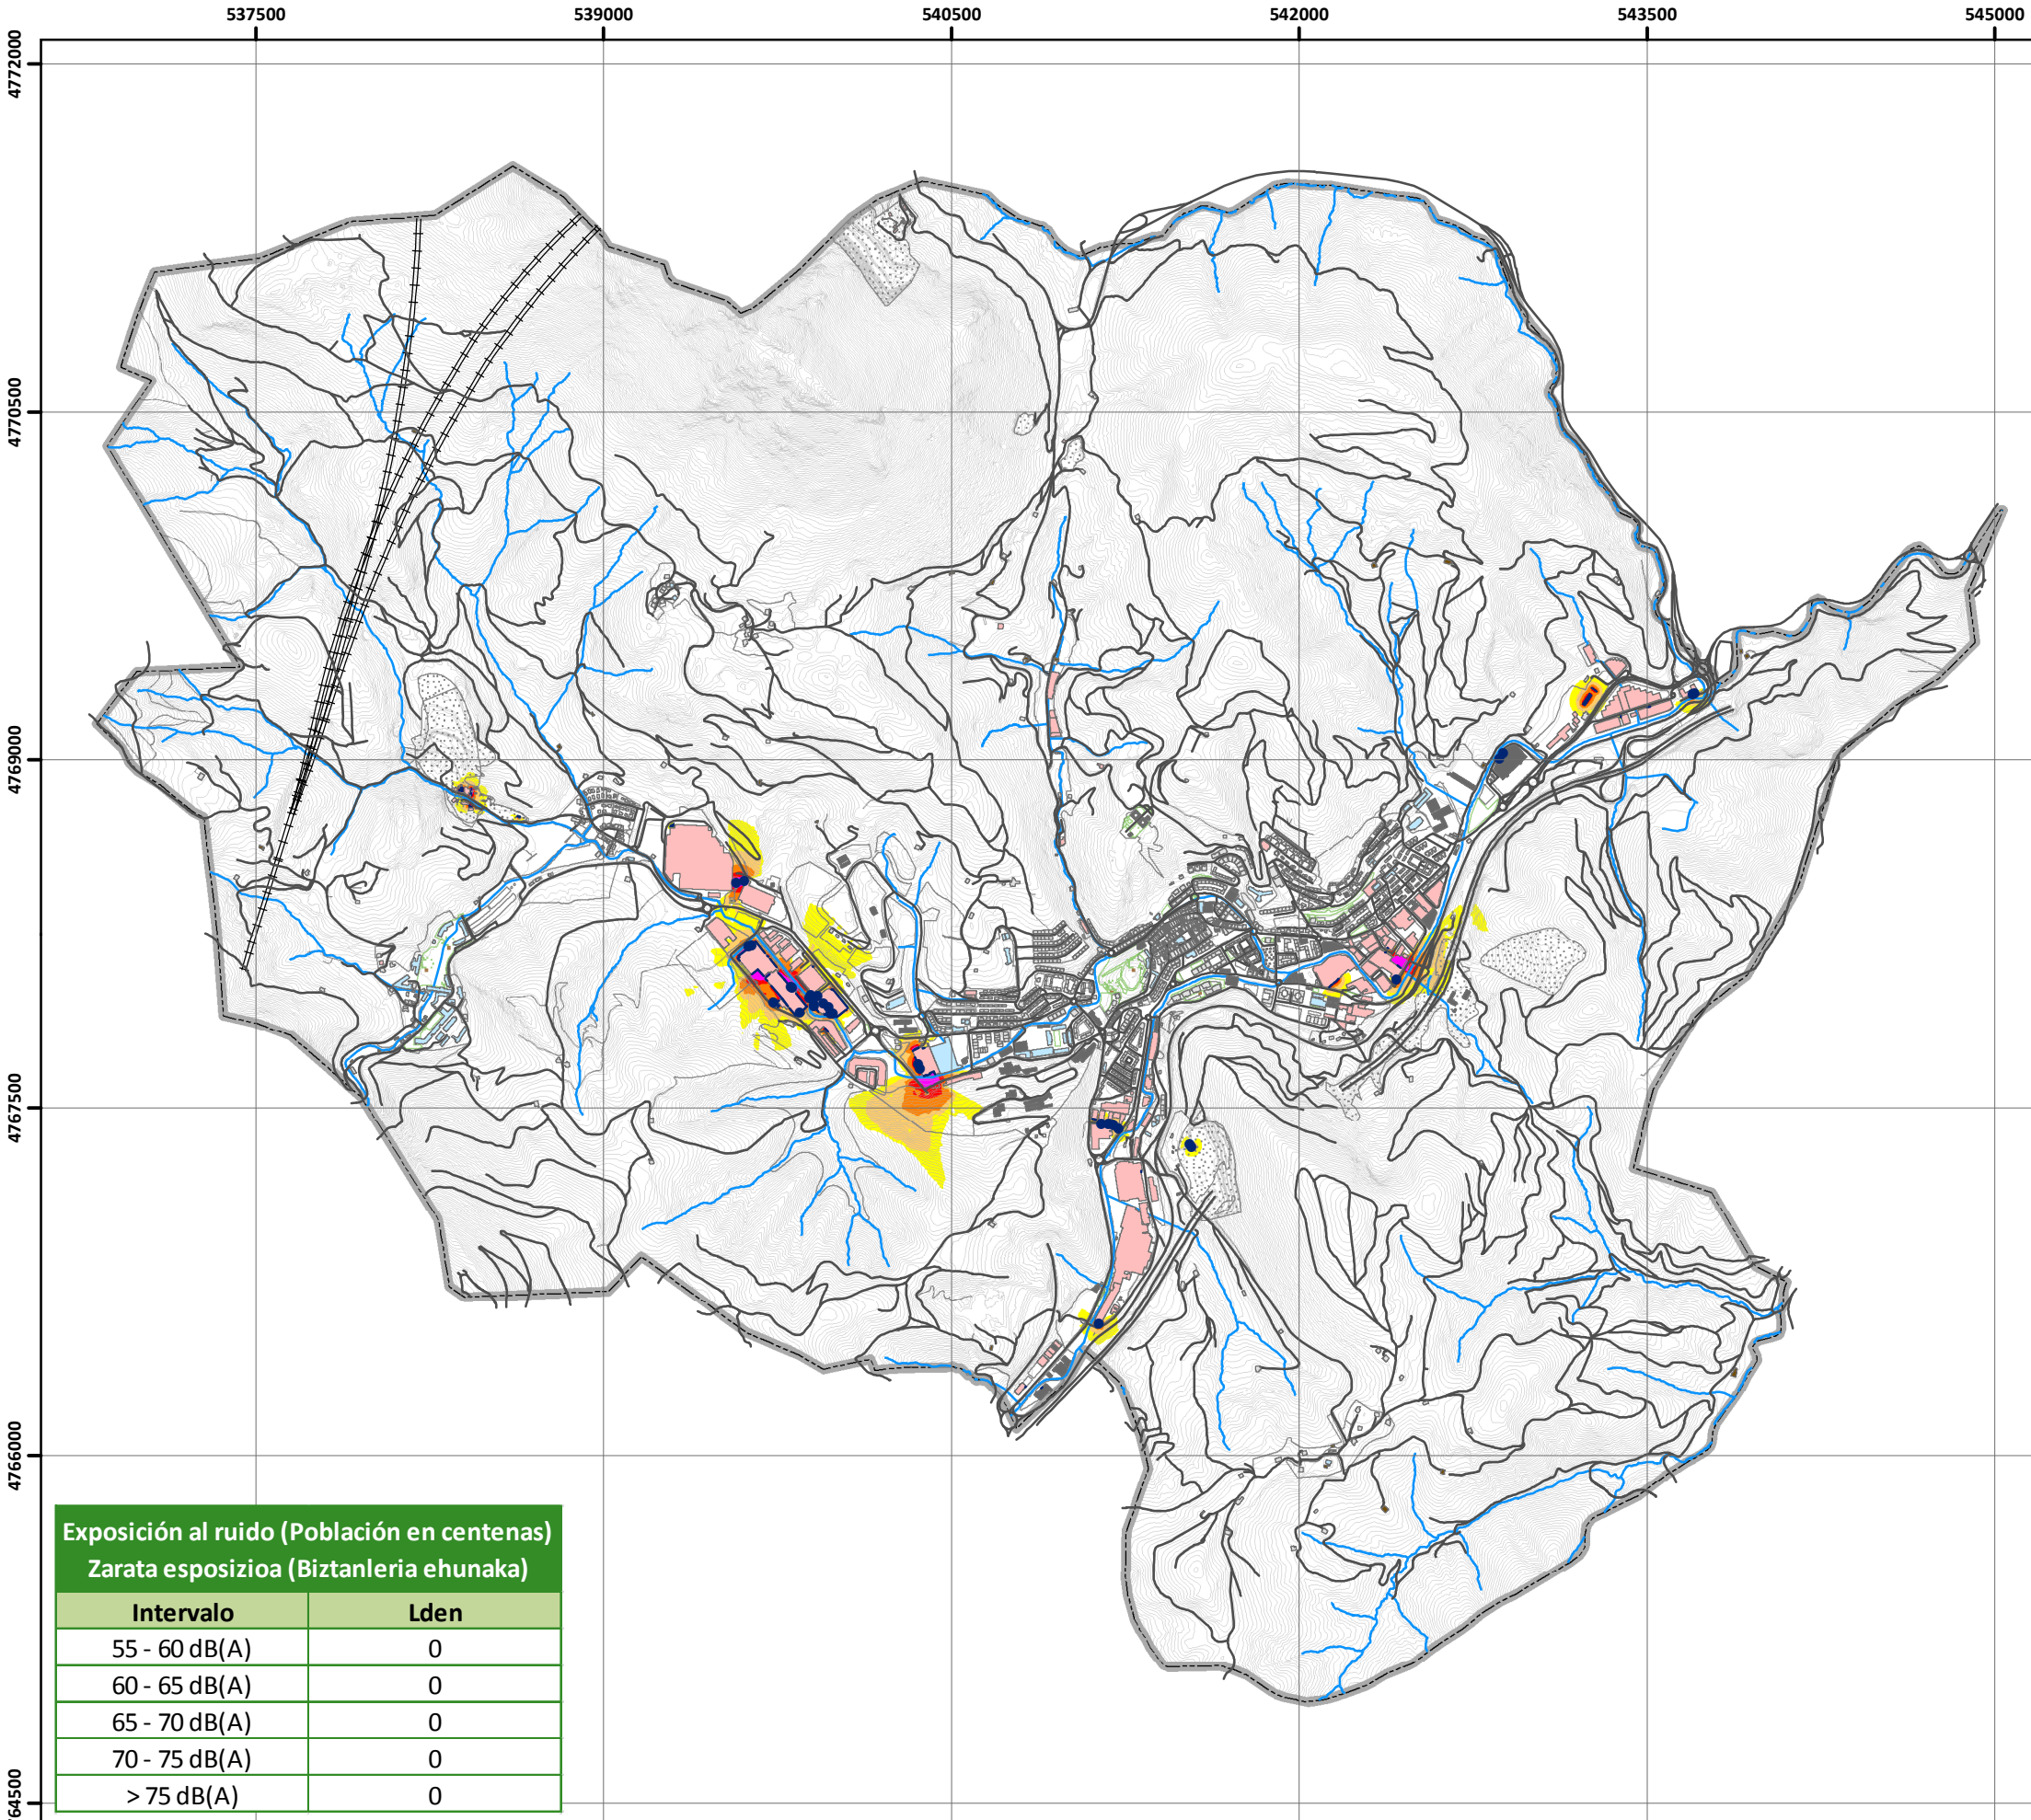 537500 539000 540500 542000 543500 545000
4772000
4770500
4769000
4767500
4766000
Exposición al ruido (Población en centenas)
Zarata esposizioa (Biztanleria ehunaka)
Intervalo Lden
55 - 60 dB(A) 0
60 - 65 dB(A) 0
65 - 70 dB(A) 0
70 - 75 dB(A) 0
> 75 dB(A) 0
64500